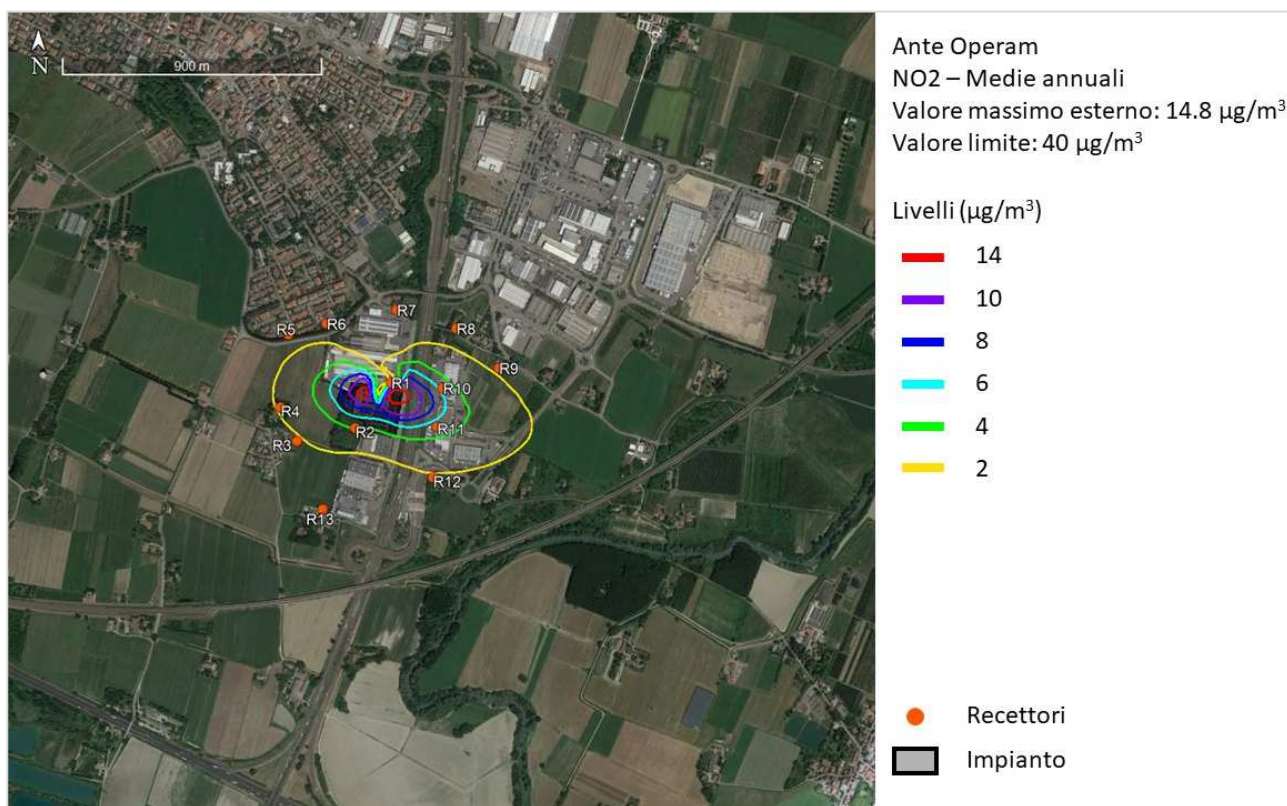 N
900 m
R7
R6
R8
R5
R9
R1
R10
R4
R2
R11
R3
R12
R13
Ante Operam
NO2 – Medie annuali
Valore massimo esterno: 14.8 µg/m³
Valore limite: 40 µg/m³
Livelli (µg/m³)
14
10
8
6
4
2
Recettori
Impianto